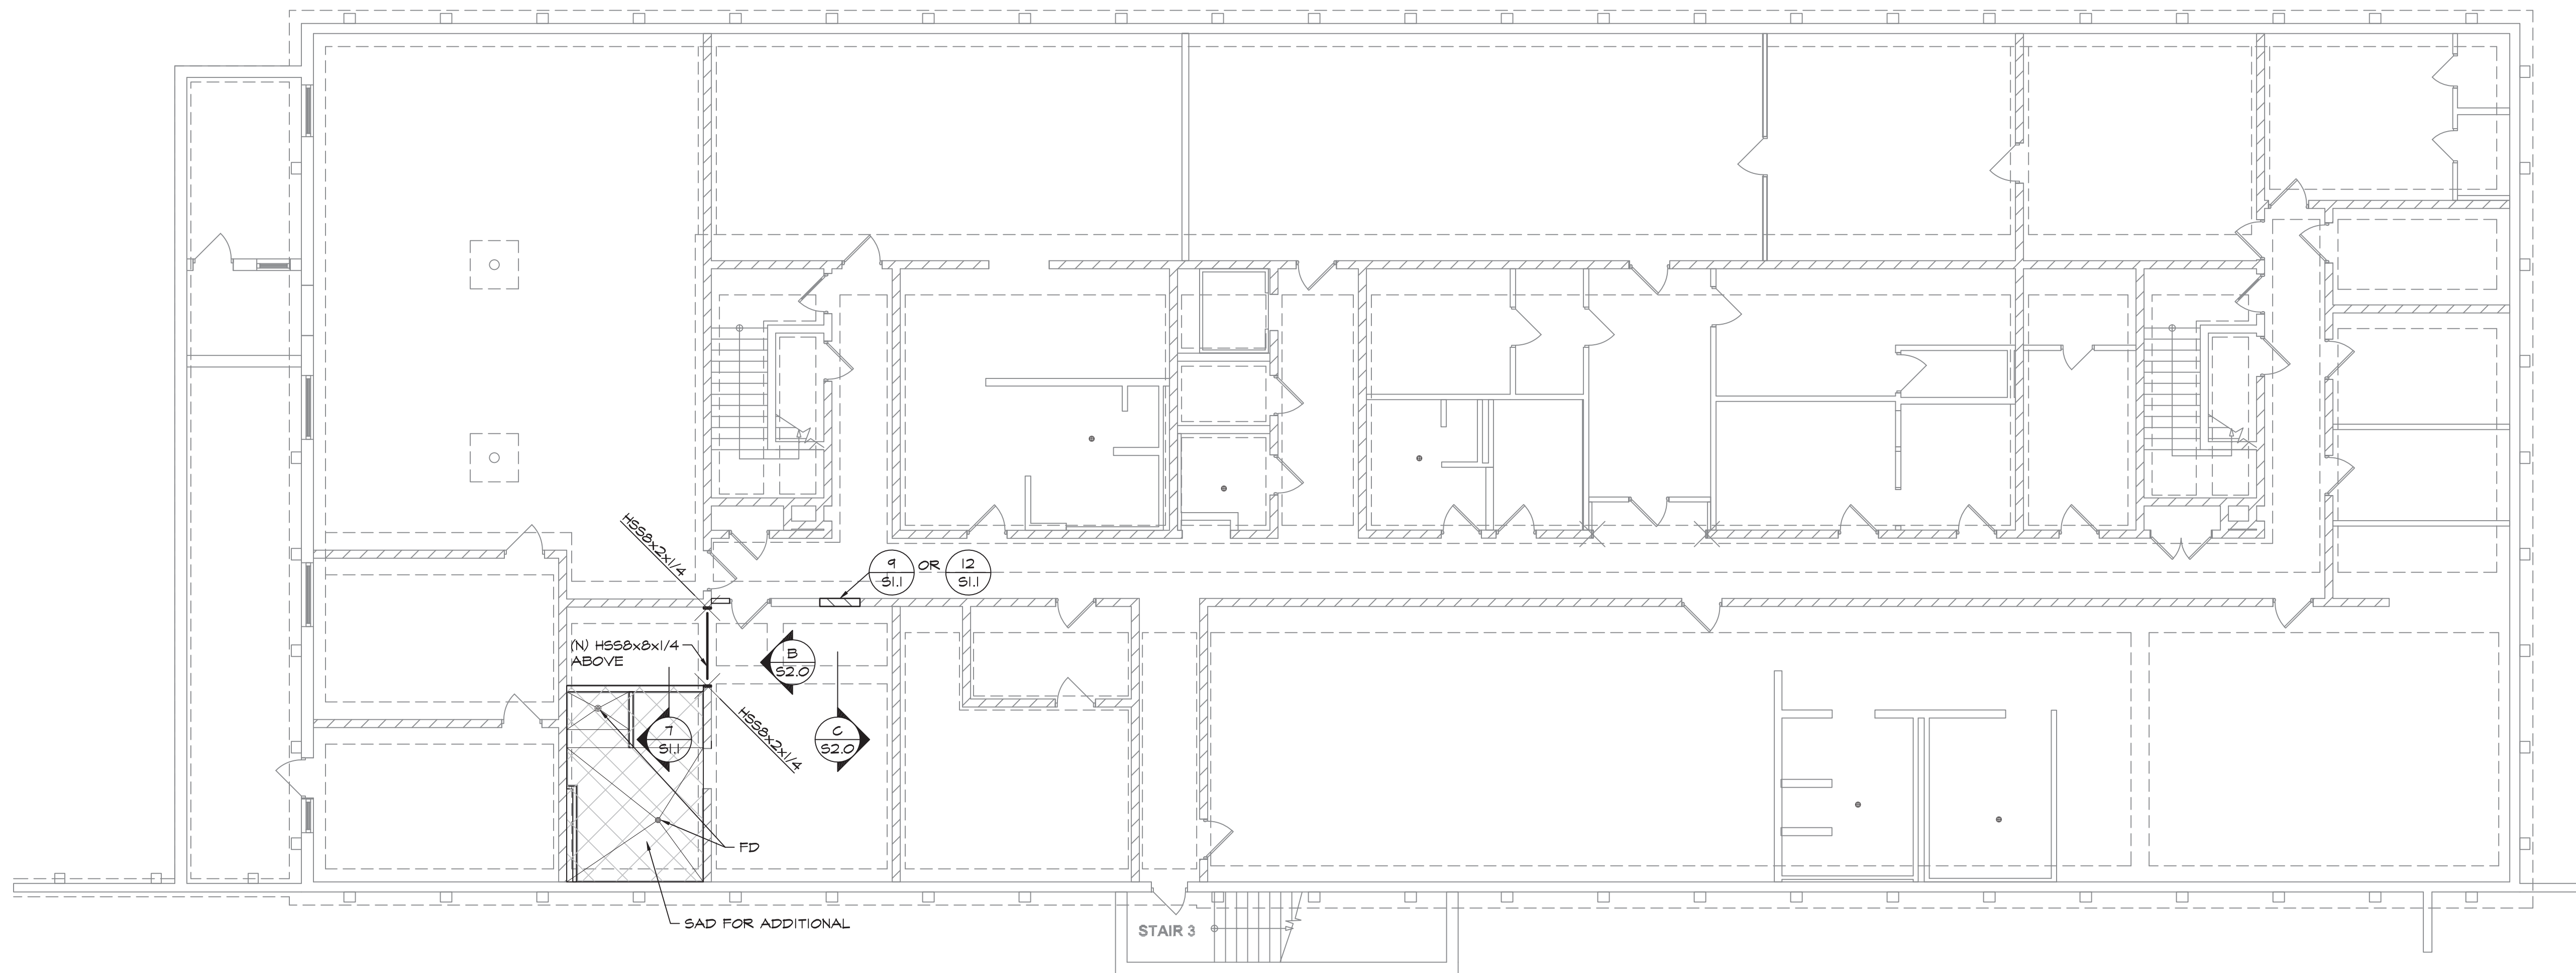 HSS8x2x1/4
9
S1.1
OR
12
S1.1
(N) HSS8x8x1/4
ABOVE
B
S2.0
7
S1.1
C
S2.0
HSS8x2x1/4
FD
SAD FOR ADDITIONAL
STAIR 3